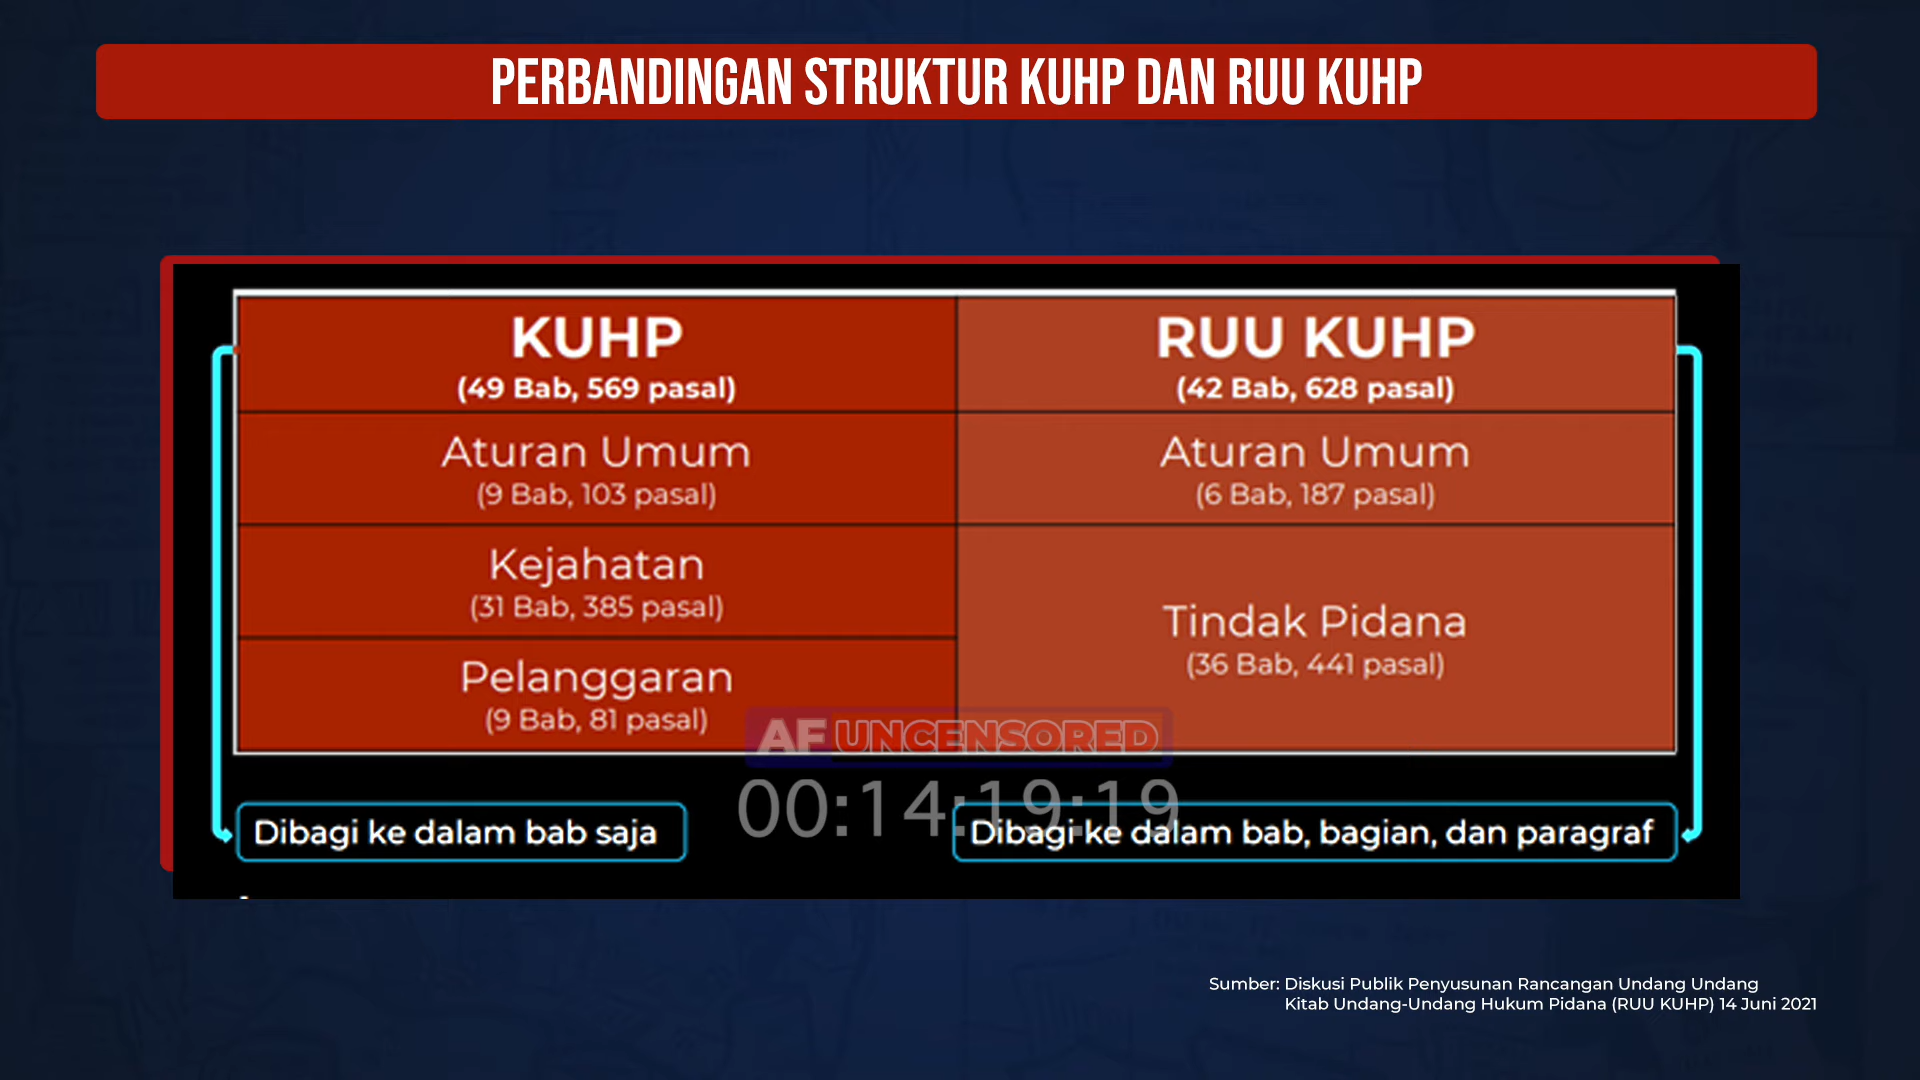 PERBANDINGAN STRUKTUR KUHP DAN RUU KUHP
KUHP
(49 Bab, 569 pasal)
RUU KUHP
(42 Bab, 628 pasal)
Aturan Umum
(9 Bab, 103 pasal)
Aturan Umum
(6 Bab, 187 pasal)
Kejahatan
(31 Bab, 385 pasal)
Tindak Pidana
(36 Bab, 441 pasal)
Pelanggaran
(9 Bab, 81 pasal)
AF UNCENSORED
00:14:19:19
Dibagi ke dalam bab saja
Dibagi ke dalam bab, bagian, dan paragraf
Sumber: Diskusi Publik Penyusunan Rancangan Undang Undang
Kitab Undang-Undang Hukum Pidana (RUU KUHP) 14 Juni 2021